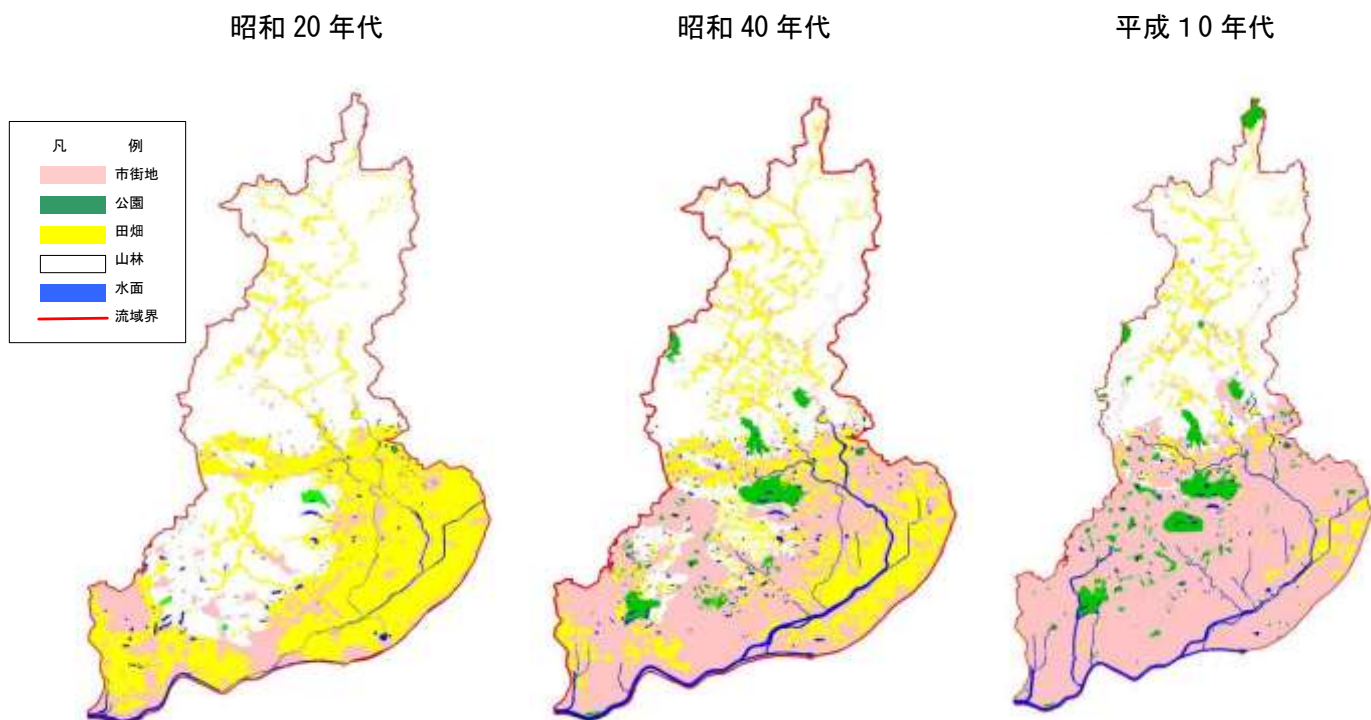 昭和 20 年代
昭和 40 年代
平成 1 0 年代
凡 例
市街地
公園
田畑
山林
水面
流域界